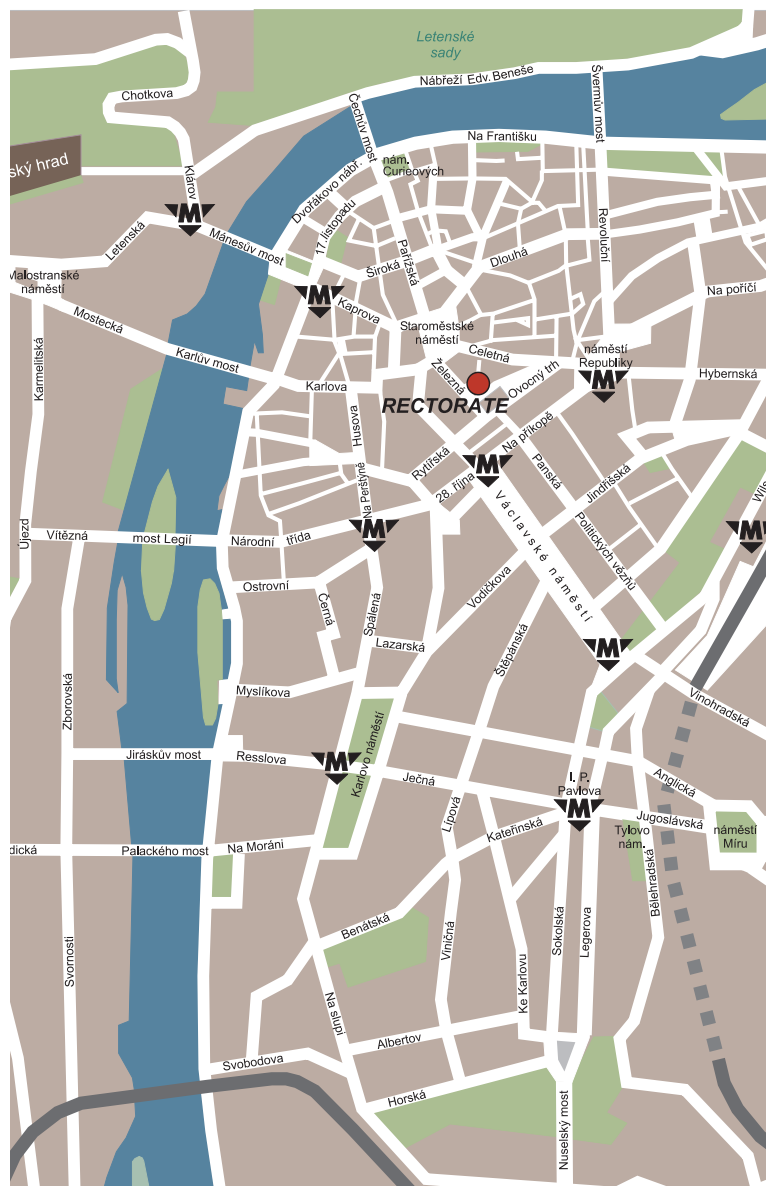 Letenské
sady
Nábřeží Edv. Beneše
Švermův most
Chotkova
Čechův most
Na Františku
ský hrad
nám.
Curieových
Klárov
Dvořákovo nábř.
17. listopadu
Letenská
Mánesův most
Pařížská
Revoluční
Široká
Dlouhá
Malostranské
náměstí
M
M
Kaprova
Na poříčí
Mostecká
Staroměstské
náměstí
Karlův most
Celetná
náměstí
Republiky
M
Karmelitská
Železná
Ovocný trh
Hybernská
Karlova
RECTORATE
Husova
Na příkopě
Rytířská
M
Panská
28. října
Jindřišská
Na Perštýně
Václavské náměstí
Wils
Újezd
Vítězná
most Legií
Národní třída
M
M
Politických vězňů
Ostrovní
Vodičkova
Černá
Spálená
Lazarská
Štěpánská
M
Zborovská
Myslíkova
Vinohradská
Karlovo náměstí
Jiráskův most
Resslova
M
Ječná
Anglická
I. P.
Pavlova
M
Lípová
Kateřinská
Jugoslávská
Tylovo
nám.
náměstí
Míru
dická
Palackého most
Na Moráni
Bělehradská
Benátská
Viničná
Sokolská
Legerova
Svornosti
Ke Karlovu
Na slupi
Albertov
Svobodova
Horská
Nuselský most